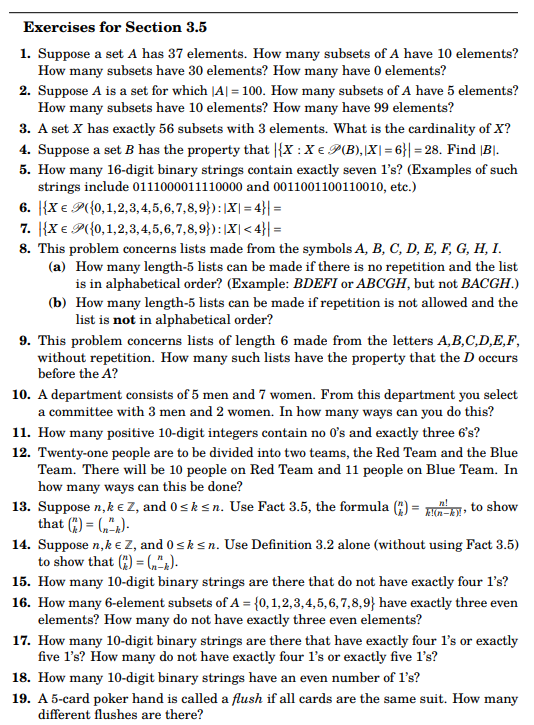 Exercises for Section 3.5
1. Suppose a set A has 37 elements. How many subsets of A have 10 elements?
How many subsets have 30 elements? How many have 0 elements?
2. Suppose A is a set for which |A| = 100. How many subsets of A have 5 elements?
How many subsets have 10 elements? How many have 99 elements?
3. A set X has exactly 56 subsets with 3 elements. What is the cardinality of X?
4. Suppose a set B has the property that |{X : X ∈ 𝒫(B), |X| = 6}| = 28. Find |B|.
5. How many 16-digit binary strings contain exactly seven 1's? (Examples of such
strings include 0111000011110000 and 0011001100110010, etc.)
6. |{X ∈ 𝒫({0,1,2,3,4,5,6,7,8,9}) : |X| = 4}| =
7. |{X ∈ 𝒫({0,1,2,3,4,5,6,7,8,9}) : |X| < 4}| =
8. This problem concerns lists made from the symbols A, B, C, D, E, F, G, H, I.
(a) How many length-5 lists can be made if there is no repetition and the list
is in alphabetical order? (Example: BDEFI or ABCGH, but not BACGH.)
(b) How many length-5 lists can be made if repetition is not allowed and the
list is not in alphabetical order?
9. This problem concerns lists of length 6 made from the letters A,B,C,D,E,F,
without repetition. How many such lists have the property that the D occurs
before the A?
10. A department consists of 5 men and 7 women. From this department you select
a committee with 3 men and 2 women. In how many ways can you do this?
11. How many positive 10-digit integers contain no 0's and exactly three 6's?
12. Twenty-one people are to be divided into two teams, the Red Team and the Blue
Team. There will be 10 people on Red Team and 11 people on Blue Team. In
how many ways can this be done?
13. Suppose n,k ∈ ℤ, and 0 ≤ k ≤ n. Use Fact 3.5, the formula (n k) = n!/(k!(n−k)!), to show
that (n k) = (n n−k).
14. Suppose n,k ∈ ℤ, and 0 ≤ k ≤ n. Use Definition 3.2 alone (without using Fact 3.5)
to show that (n k) = (n n−k).
15. How many 10-digit binary strings are there that do not have exactly four 1's?
16. How many 6-element subsets of A = {0,1,2,3,4,5,6,7,8,9} have exactly three even
elements? How many do not have exactly three even elements?
17. How many 10-digit binary strings are there that have exactly four 1's or exactly
five 1's? How many do not have exactly four 1's or exactly five 1's?
18. How many 10-digit binary strings have an even number of 1's?
19. A 5-card poker hand is called a flush if all cards are the same suit. How many
different flushes are there?